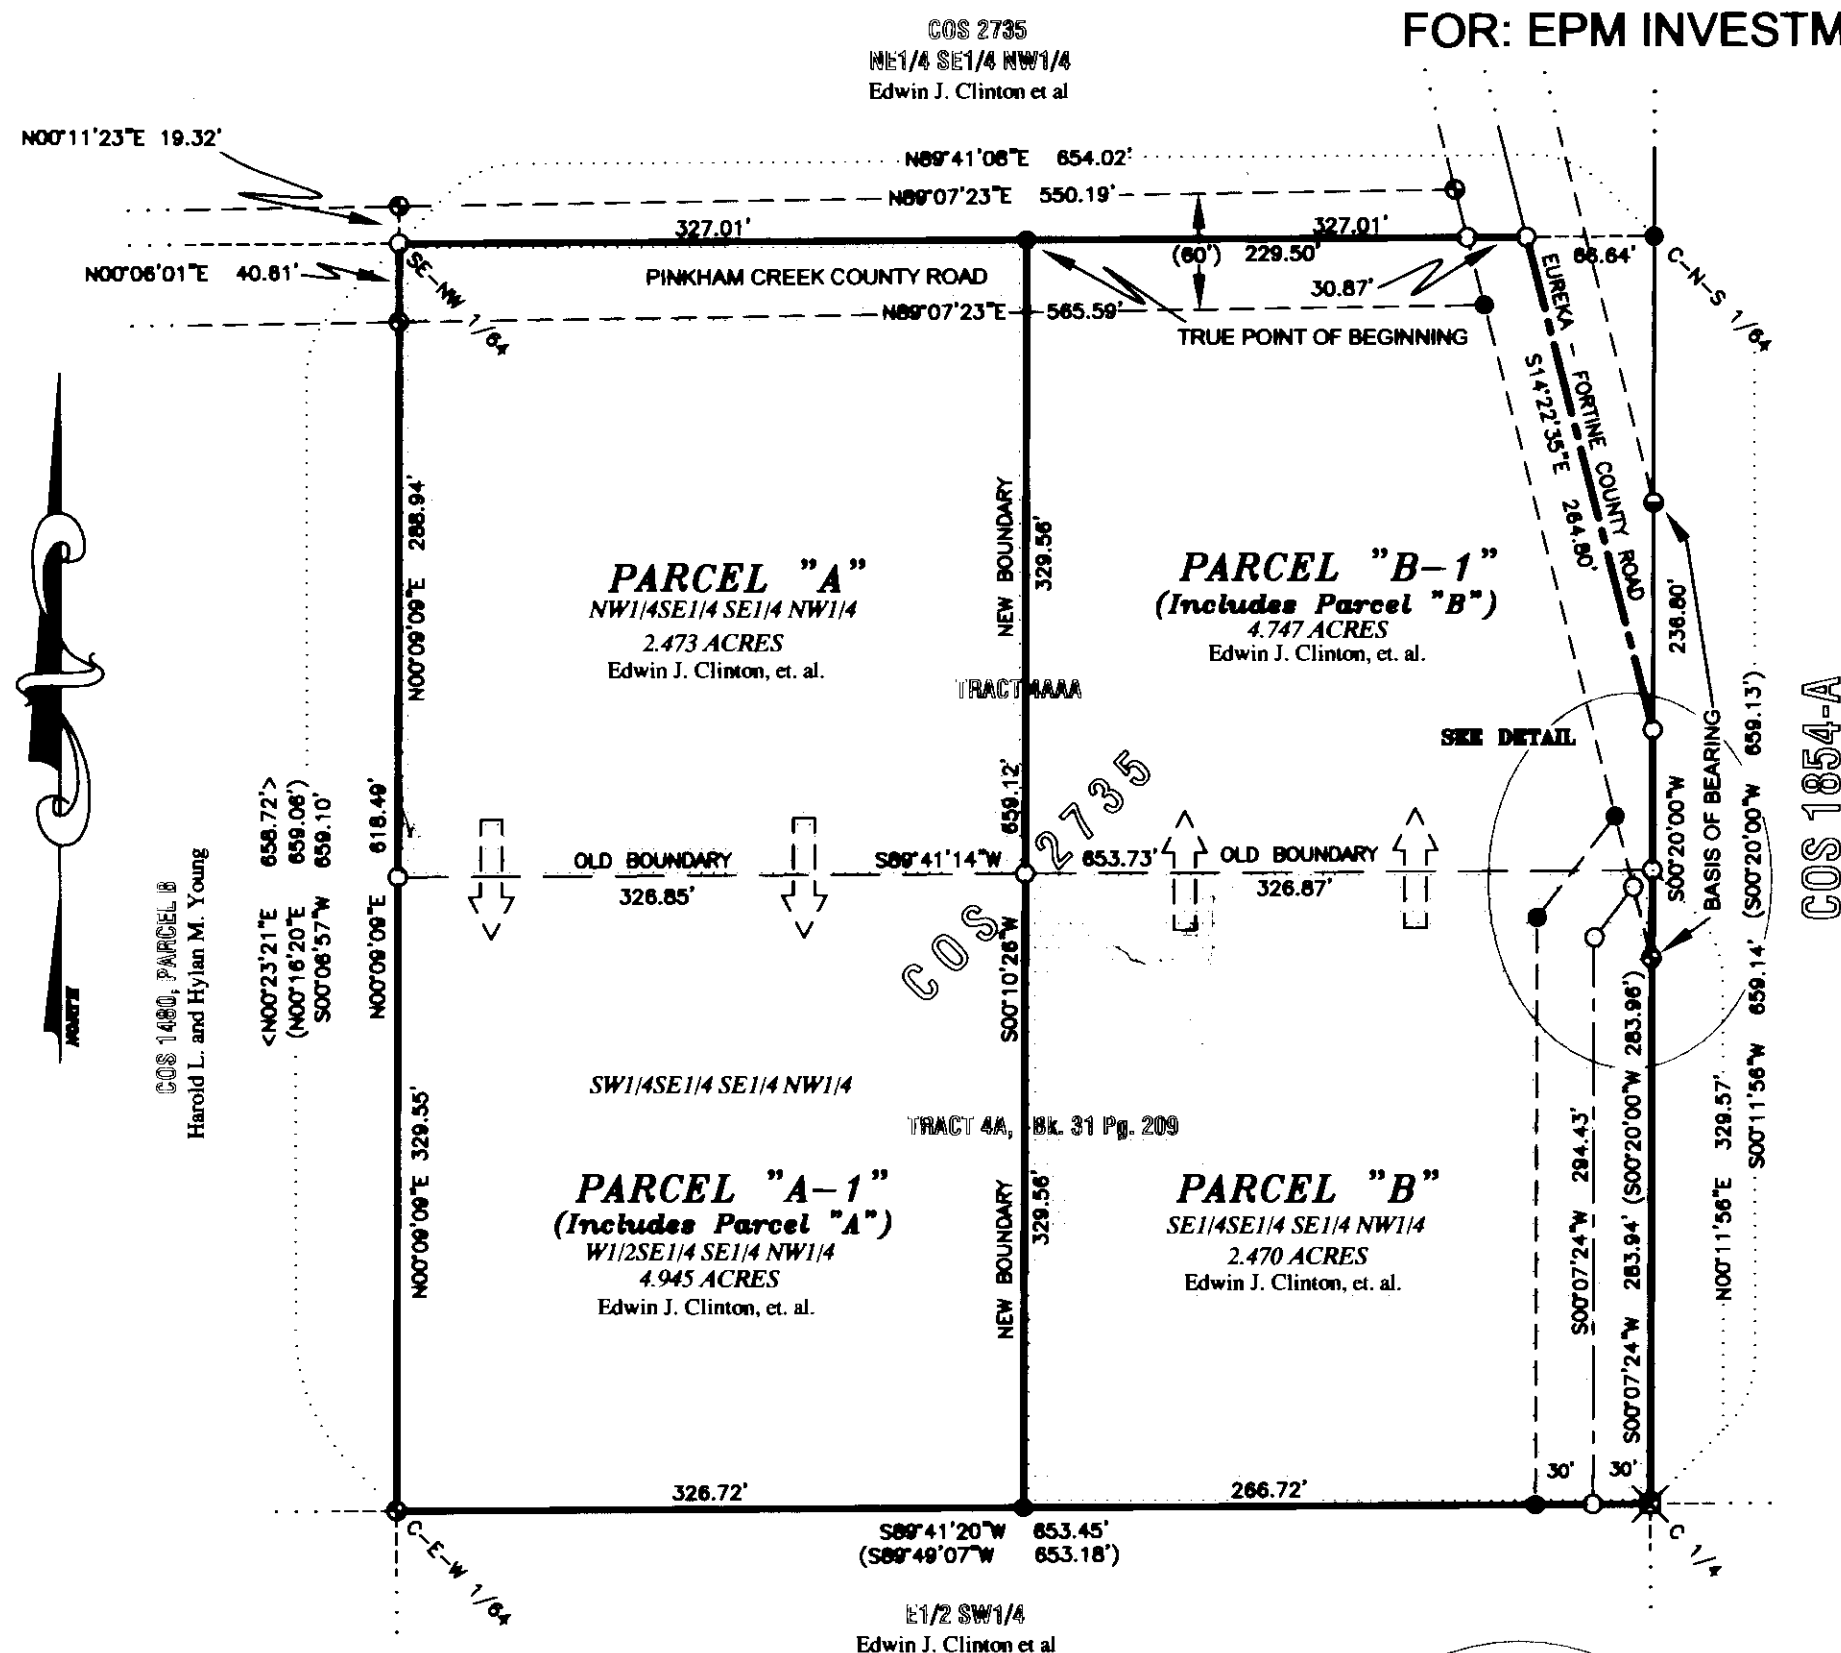 FOR: EPM INVESTM
COS 2735
NE1/4 SE1/4 NW1/4
Edwin J. Clinton et al
N00°11'23"E 19.32'
N89°41'06"E 654.02'
N89°07'23"E 550.19'
327.01'
327.01'
(60') 229.50'
66.64'
N00°06'01"E 40.81'
PINKHAM CREEK COUNTY ROAD
30.87'
SE-NW 1/64
C-N-S 1/64
N89°07'23"E 565.59'
TRUE POINT OF BEGINNING
EUREKA - FORTINE COUNTY ROAD
S14°22'35"E 264.80'
N00°09'09"E 288.94'
NEW BOUNDARY
329.56'
236.80'
PARCEL "A"
NW1/4SE1/4 SE1/4 NW1/4
2.473 ACRES
Edwin J. Clinton, et. al.
PARCEL "B-1"
(Includes Parcel "B")
4.747 ACRES
Edwin J. Clinton, et. al.
TRACT 4AAA
SEE DETAIL
BASIS OF BEARING
COS 1854-A
COS 2735
659.12'
S00°10'26"W
S00°20'00"W
<N00°23'21"E 658.72'>
(N00°16'20"E 659.06')
S00°06'57"W 659.10'
N00°09'09"E 618.49'
OLD BOUNDARY
326.85'
S89°41'14"W 653.73'
OLD BOUNDARY
326.87'
COS 1480, PARCEL B
Harold L. and Hylan M. Young
SW1/4SE1/4 SE1/4 NW1/4
TRACT 4A, Bk. 31 Pg. 209
N00°09'09"E 329.55'
PARCEL "A-1"
(Includes Parcel "A")
W1/2SE1/4 SE1/4 NW1/4
4.945 ACRES
Edwin J. Clinton, et. al.
NEW BOUNDARY
329.56'
PARCEL "B"
SE1/4SE1/4 SE1/4 NW1/4
2.470 ACRES
Edwin J. Clinton, et. al.
S00°07'24"W 294.43'
S00°07'24"W 283.94' (S00°20'00"W 283.96')
N00°11'56"E 329.57'
S00°11'56"W 659.14' (S00°20'00"W 659.13')
326.72'
266.72'
30'
30'
S89°41'20"W 653.45'
(S89°49'07"W 653.18')
C-E-W 1/64
C 1/4
E1/2 SW1/4
Edwin J. Clinton et al